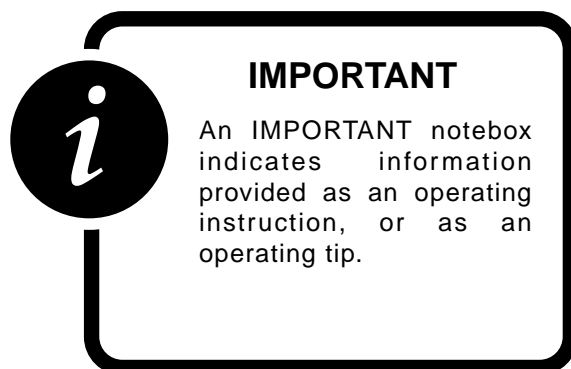 i
IMPORTANT
An IMPORTANT notebox
indicates information
provided as an operating
instruction, or as an
operating tip.